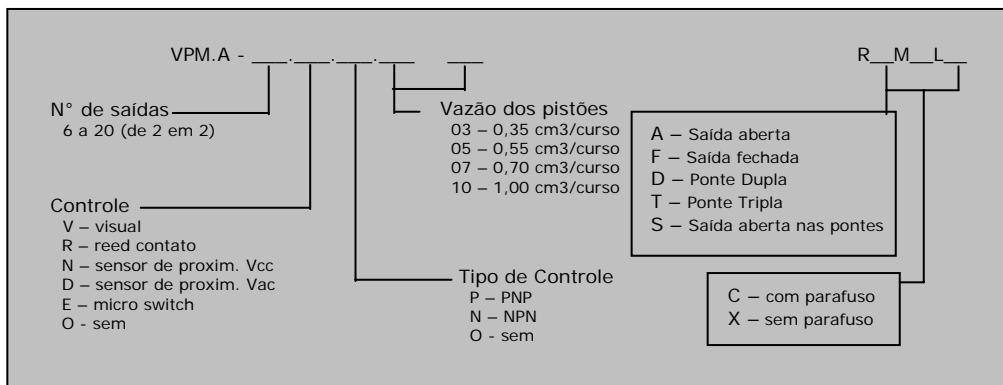 VPM.A - ___.___.___.___ ___
R__M__L__
N° de saídas
6 a 20 (de 2 em 2)
Vazão dos pistões
03 – 0,35 cm3/curso
05 – 0,55 cm3/curso
07 – 0,70 cm3/curso
10 – 1,00 cm3/curso
A – Saída aberta
F – Saída fechada
D – Ponte Dupla
T – Ponte Tripla
S – Saída aberta nas pontes
Controle
V – visual
R – reed contato
N – sensor de proxim. Vcc
D – sensor de proxim. Vac
E – micro switch
O - sem
Tipo de Controle
P – PNP
N – NPN
O – sem
C – com parafuso
X – sem parafuso